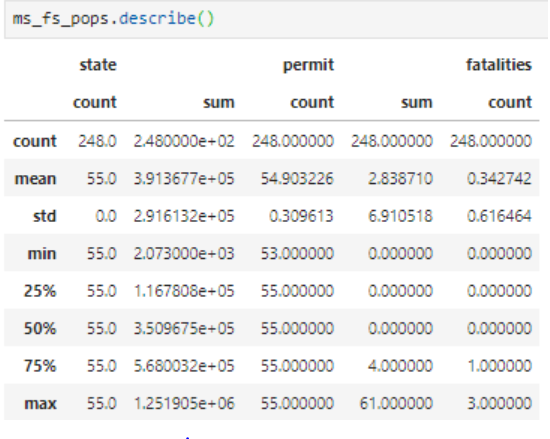 ms_fs_pops.describe()
state permit fatalities
count sum count sum count
count 248.0 2.480000e+02 248.000000 248.000000 248.000000
mean 55.0 3.913677e+05 54.903226 2.838710 0.342742
std 0.0 2.916132e+05 0.309613 6.910518 0.616464
min 55.0 2.073000e+03 53.000000 0.000000 0.000000
25% 55.0 1.167808e+05 55.000000 0.000000 0.000000
50% 55.0 3.509675e+05 55.000000 0.000000 0.000000
75% 55.0 5.680032e+05 55.000000 4.000000 1.000000
max 55.0 1.251905e+06 55.000000 61.000000 3.000000